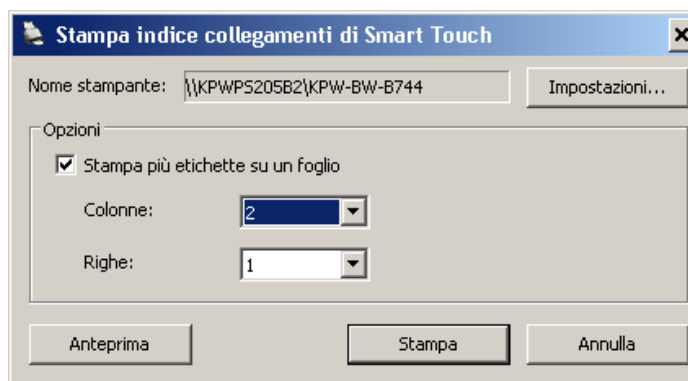 Stampa indice collegamenti di Smart Touch
Nome stampante: \\KPWPS205B2\KPW-BW-B744 Impostazioni...
Opzioni
Stampa più etichette su un foglio
Colonne: 2
Righe: 1
Anteprima Stampa Annulla